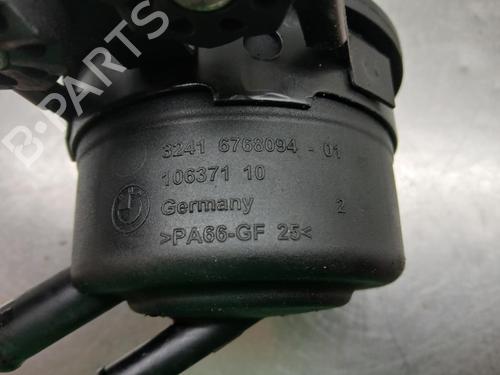 B-PARTS
3241 6768094 - 01
106371 10
Germany 2
>PA66-GF 25<